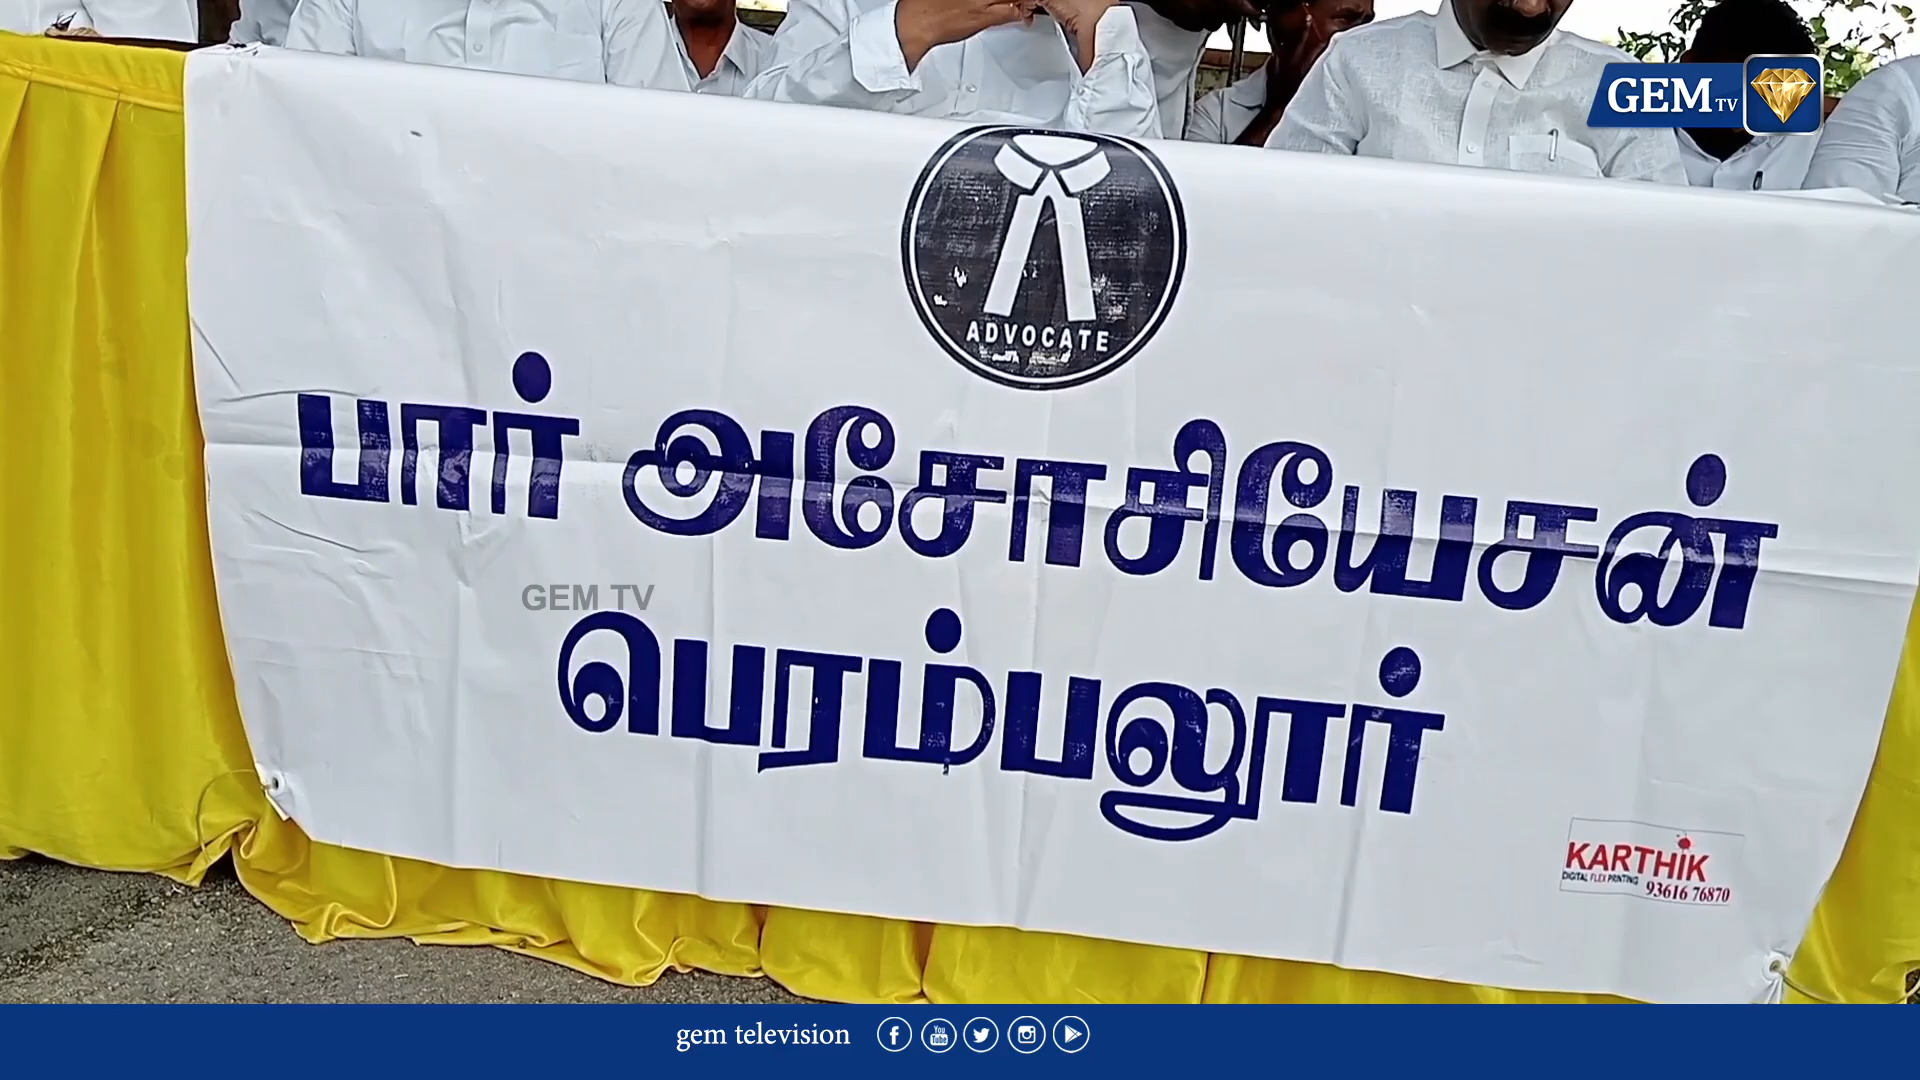 GEM TV
ADVOCATE
பார் அசோசியேசன்
GEM TV
பெரம்பலூர்
KARTHIK
DIGITAL FLEX PRINTING
93616 76870
gem television